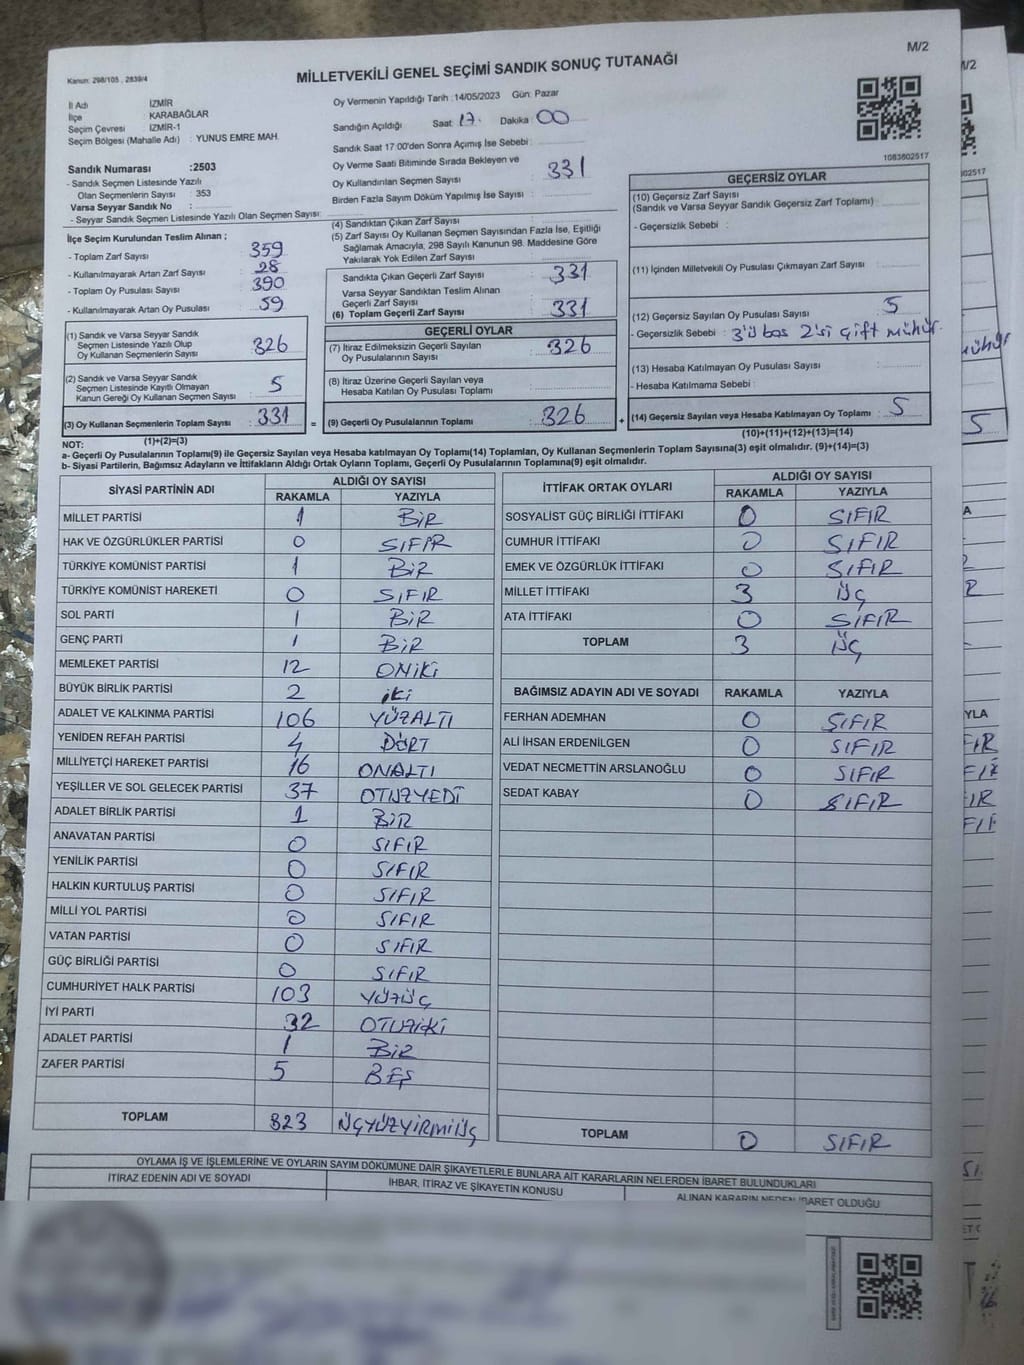 M/2
Kanun: 298/105 , 2839/4
MİLLETVEKİLİ GENEL SEÇİMİ SANDIK SONUÇ TUTANAĞI
İl Adı : İZMİR
İlçe : KARABAĞLAR
Seçim Çevresi : İZMİR-1
Seçim Bölgesi (Mahalle Adı) : YUNUS EMRE MAH.
Oy Vermenin Yapıldığı Tarih :14/05/2023 Gün: Pazar
Sandığın Açıldığı Saat: 17. Dakika: 00
Sandık Saat 17:00'den Sonra Açımış İse Sebebi :
Oy Verme Saati Bitiminde Sırada Bekleyen ve
Oy Kullandırılan Seçmen Sayısı : 331
Birden Fazla Sayım Döküm Yapılmış İse Sayısı :
1083602517
Sandık Numarası :2503
- Sandık Seçmen Listesinde Yazılı
Olan Seçmenlerin Sayısı : 353
Varsa Seyyar Sandık No :
- Seyyar Sandık Seçmen Listesinde Yazılı Olan Seçmen Sayısı:
İlçe Seçim Kurulundan Teslim Alınan ;
- Toplam Zarf Sayısı : 359
- Kullanılmayarak Artan Zarf Sayısı : 28
- Toplam Oy Pusulası Sayısı : 390
- Kullanılmayarak Artan Oy Pusulası : 59
(1) Sandık ve Varsa Seyyar Sandık
Seçmen Listesinde Yazılı Olup
Oy Kullanan Seçmenlerin Sayısı : 326
(2) Sandık ve Varsa Seyyar Sandık
Seçmen Listesinde Kayıtlı Olmayan
Kanun Gereği Oy Kullanan Seçmen Sayısı : 5
(3) Oy Kullanan Seçmenlerin Toplam Sayısı : 331
(1)+(2)=(3)
(4) Sandıktan Çıkan Zarf Sayısı :
(5) Zarf Sayısı Oy Kullanan Seçmen Sayısından Fazla İse, Eşitliği
Sağlamak Amacıyla, 298 Sayılı Kanunun 98. Maddesine Göre
Yakılarak Yok Edilen Zarf Sayısı :
Sandıkta Çıkan Geçerli Zarf Sayısı : 331
Varsa Seyyar Sandıktan Teslim Alınan
Geçerli Zarf Sayısı :
(6) Toplam Geçerli Zarf Sayısı : 331
GEÇERLİ OYLAR
(7) İtiraz Edilmeksizin Geçerli Sayılan
Oy Pusulalarının Sayısı : 326
(8) İtiraz Üzerine Geçerli Sayılan veya
Hesaba Katılan Oy Pusulası Toplamı :
= (9) Geçerli Oy Pusulalarının Toplamı : 326 +
GEÇERSİZ OYLAR
(10) Geçersiz Zarf Sayısı
(Sandık ve Varsa Seyyar Sandık Geçersiz Zarf Toplamı) :
- Geçersizlik Sebebi :
(11) İçinden Milletvekili Oy Pusulası Çıkmayan Zarf Sayısı :
(12) Geçersiz Sayılan Oy Pusulası Sayısı : 5
- Geçersizlik Sebebi : 3'ü boş 2'si çift mühür.
(13) Hesaba Katılmayan Oy Pusulası Sayısı :
- Hesaba Katılmama Sebebi :
(14) Geçersiz Sayılan veya Hesaba Katılmayan Oy Toplamı : 5
(10)+(11)+(12)+(13)=(14)
NOT:
a- Geçerli Oy Pusulalarının Toplamı(9) ile Geçersiz Sayılan ve Hesaba Katılmayan oy Toplamı(14) Toplamları, Oy Kullanan Seçmenlerin Toplam Sayısına(3) eşit olmalıdır. (9)+(14)=(3)
b- Siyasi Partilerin, Bağımsız Adayların ve İttifakların Aldığı Ortak Oyların Toplamı, Geçerli Oy Pusulalarının Toplamına(9) eşit olmalıdır.
SİYASİ PARTİNİN ADI ALDIĞI OY SAYISI
RAKAMLA YAZIYLA
MİLLET PARTİSİ 1 BİR
HAK VE ÖZGÜRLÜKLER PARTİSİ 0 SIFIR
TÜRKİYE KOMÜNİST PARTİSİ 1 BİR
TÜRKİYE KOMÜNİST HAREKETİ 0 SIFIR
SOL PARTİ 1 BİR
GENÇ PARTİ 1 BİR
MEMLEKET PARTİSİ 12 ONİKİ
BÜYÜK BİRLİK PARTİSİ 2 İKİ
ADALET VE KALKINMA PARTİSİ 106 YÜZALTI
YENİDEN REFAH PARTİSİ 4 DÖRT
MİLLİYETÇİ HAREKET PARTİSİ 16 ONALTI
YEŞİLLER VE SOL GELECEK PARTİSİ 37 OTUZYEDİ
ADALET BİRLİK PARTİSİ 1 BİR
ANAVATAN PARTİSİ 0 SIFIR
YENİLİK PARTİSİ 0 SIFIR
HALKIN KURTULUŞ PARTİSİ 0 SIFIR
MİLLİ YOL PARTİSİ 0 SIFIR
VATAN PARTİSİ 0 SIFIR
GÜÇ BİRLİĞİ PARTİSİ 0 SIFIR
CUMHURİYET HALK PARTİSİ 103 YÜZÜÇ
İYİ PARTİ 32 OTUZİKİ
ADALET PARTİSİ 1 BİR
ZAFER PARTİSİ 5 BEŞ
TOPLAM 323 ÜÇYÜZYİRMİÜÇ
İTTİFAK ORTAK OYLARI ALDIĞI OY SAYISI
RAKAMLA YAZIYLA
SOSYALİST GÜÇ BİRLİĞİ İTTİFAKI 0 SIFIR
CUMHUR İTTİFAKI 0 SIFIR
EMEK VE ÖZGÜRLÜK İTTİFAKI 0 SIFIR
MİLLET İTTİFAKI 3 ÜÇ
ATA İTTİFAKI 0 SIFIR
TOPLAM 3 ÜÇ
BAĞIMSIZ ADAYIN ADI VE SOYADI RAKAMLA YAZIYLA
FERHAN ADEMHAN 0 SIFIR
ALİ İHSAN ERDENİLGEN 0 SIFIR
VEDAT NECMETTİN ARSLANOĞLU 0 SIFIR
SEDAT KABAY 0 SIFIR
TOPLAM 0 SIFIR
OYLAMA İŞ VE İŞLEMLERİNE VE OYLARIN SAYIM DÖKÜMÜNE DAİR ŞİKAYETLERLE BUNLARA AİT KARARLARIN NELERDEN İBARET BULUNDUKLARI
İTİRAZ EDENİN ADI VE SOYADI İHBAR, İTİRAZ VE ŞİKAYETİN KONUSU ALINAN KARARIN NEDEN İBARET OLDUĞU